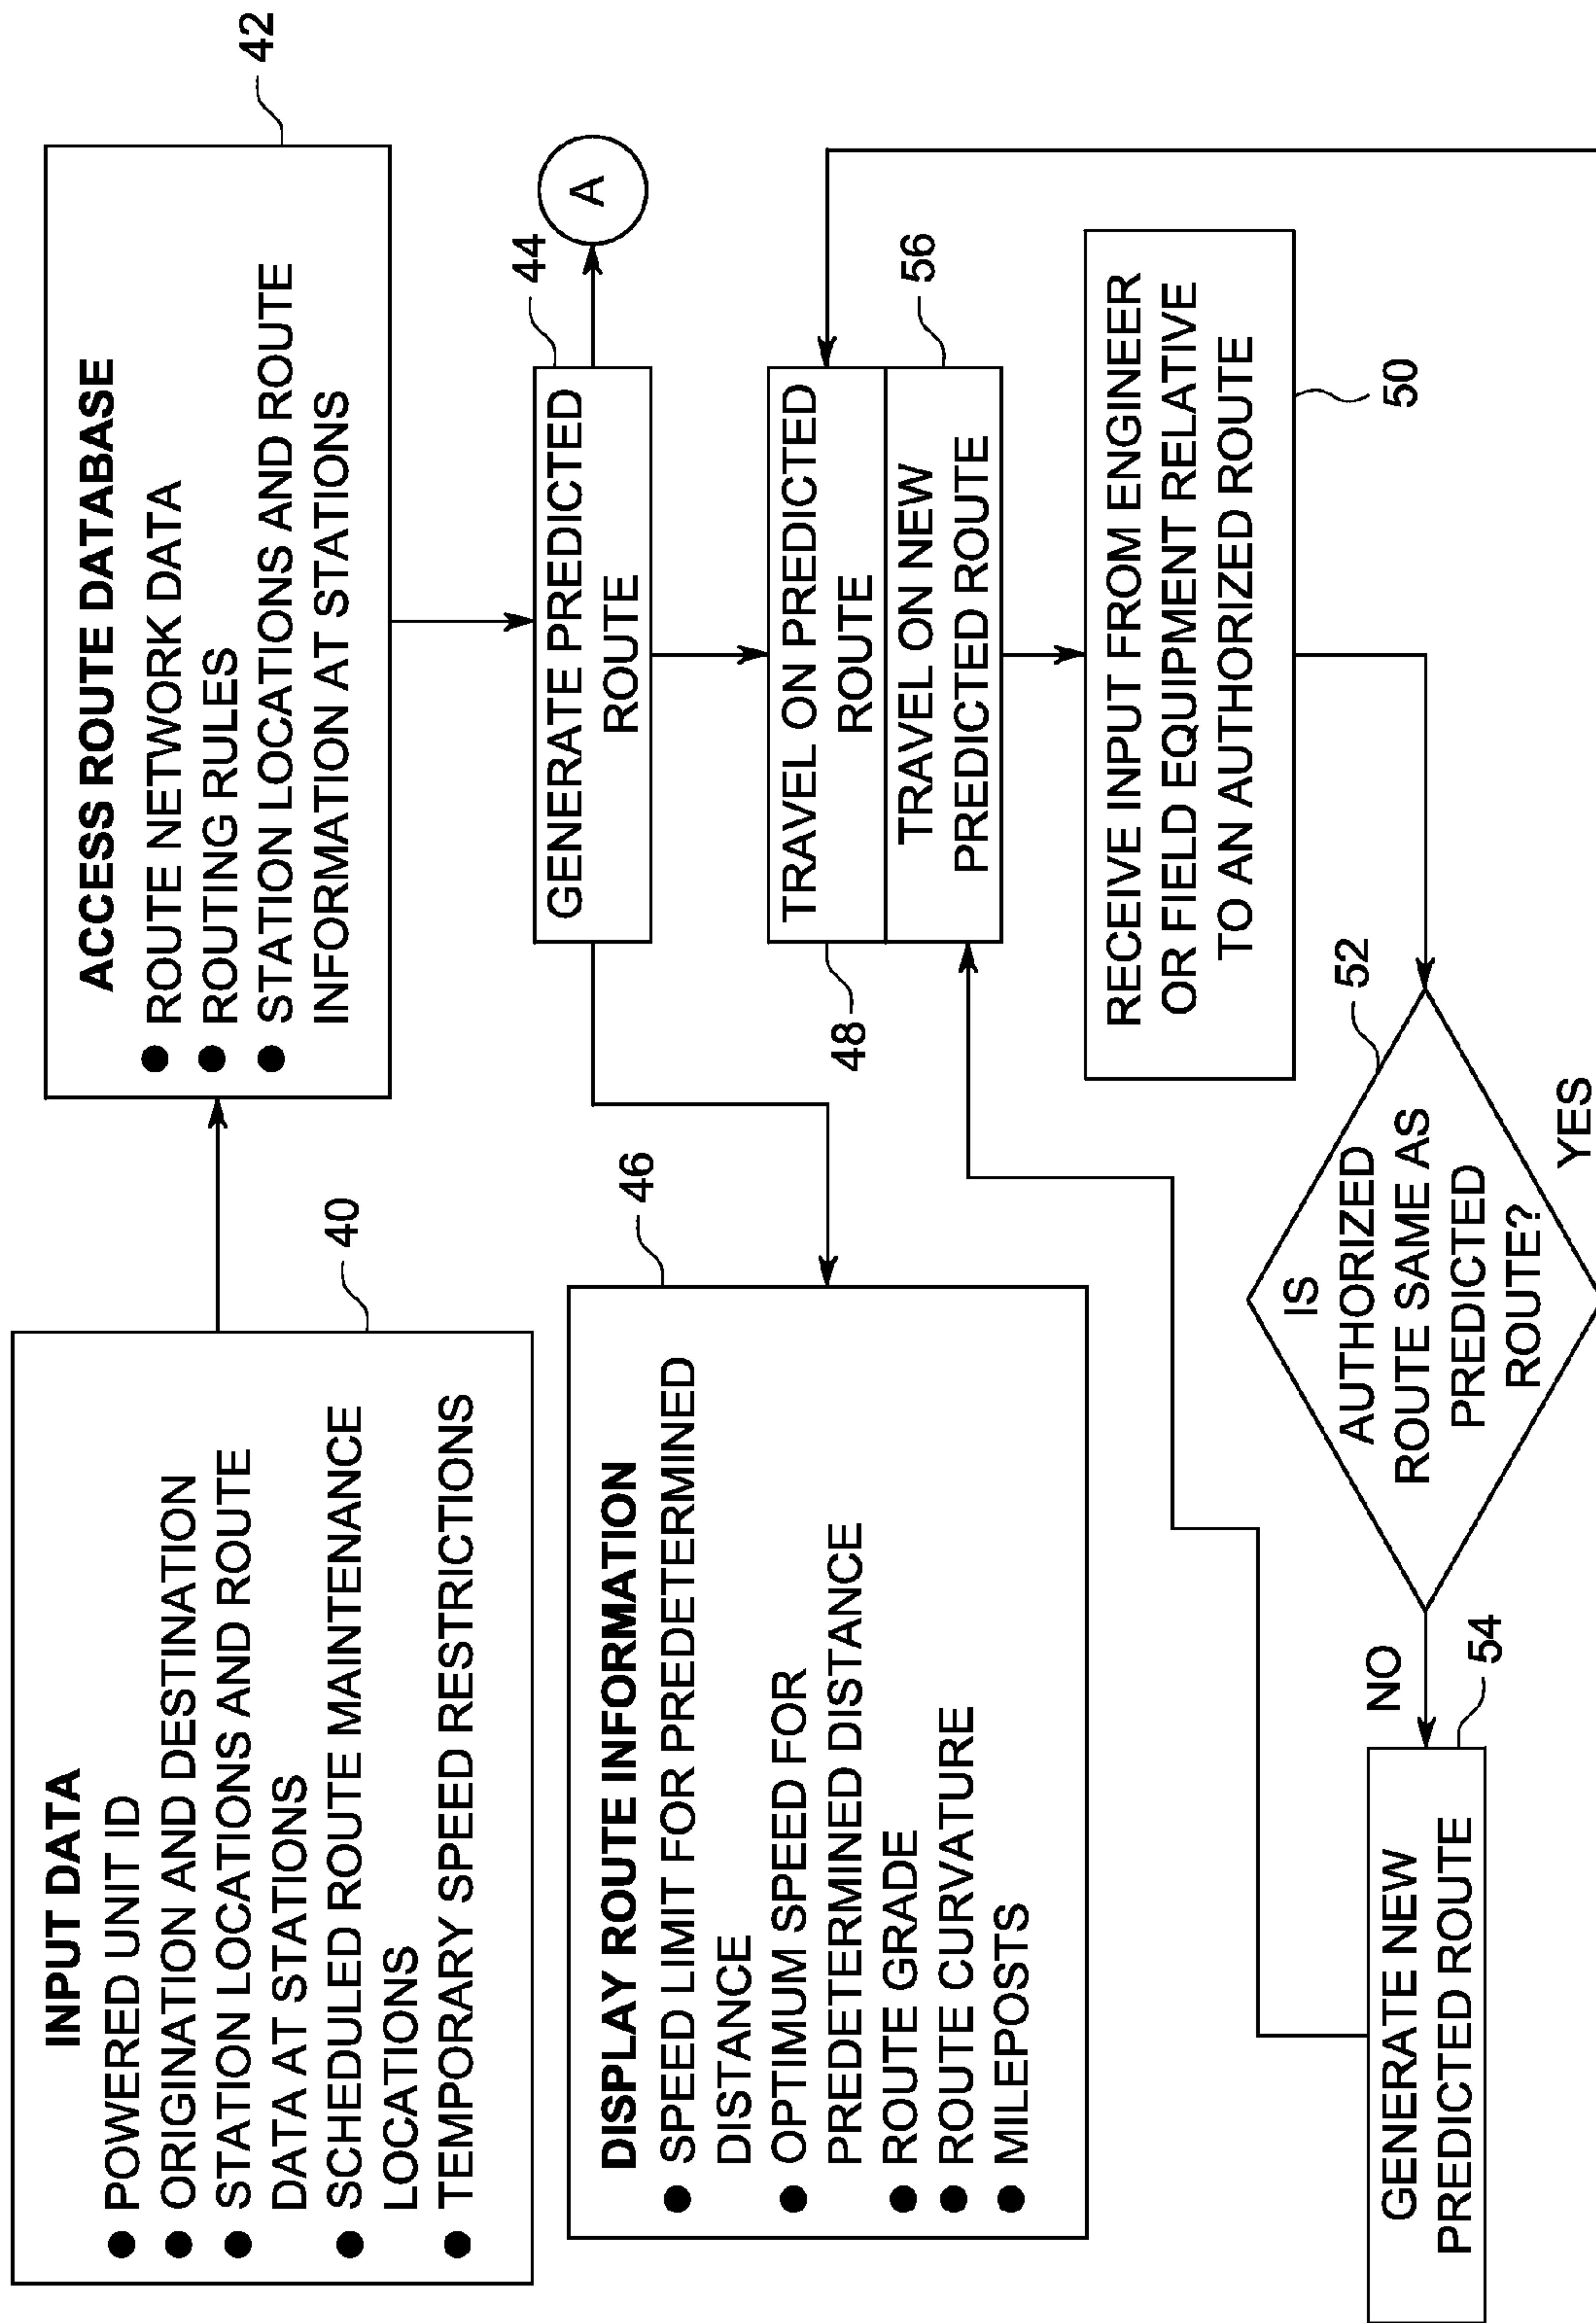 INPUT DATA
● POWERED UNIT ID
● ORIGINATION AND DESTINATION
● STATION LOCATIONS AND ROUTE
DATA AT STATIONS
● SCHEDULED ROUTE MAINTENANCE
LOCATIONS
● TEMPORARY SPEED RESTRICTIONS
40
ACCESS ROUTE DATABASE
● ROUTE NETWORK DATA
● ROUTING RULES
● STATION LOCATIONS AND ROUTE
INFORMATION AT STATIONS
42
GENERATE PREDICTED
ROUTE
44
A
DISPLAY ROUTE INFORMATION
● SPEED LIMIT FOR PREDETERMINED
DISTANCE
● OPTIMUM SPEED FOR
PREDETERMINED DISTANCE
● ROUTE GRADE
● ROUTE CURVATURE
● MILEPOSTS
46
TRAVEL ON PREDICTED
ROUTE
48
TRAVEL ON NEW
PREDICTED ROUTE
56
RECEIVE INPUT FROM ENGINEER
OR FIELD EQUIPMENT RELATIVE
TO AN AUTHORIZED ROUTE
50
IS
AUTHORIZED
ROUTE SAME AS
PREDICTED
ROUTE?
52
YES
NO
GENERATE NEW
PREDICTED ROUTE
54